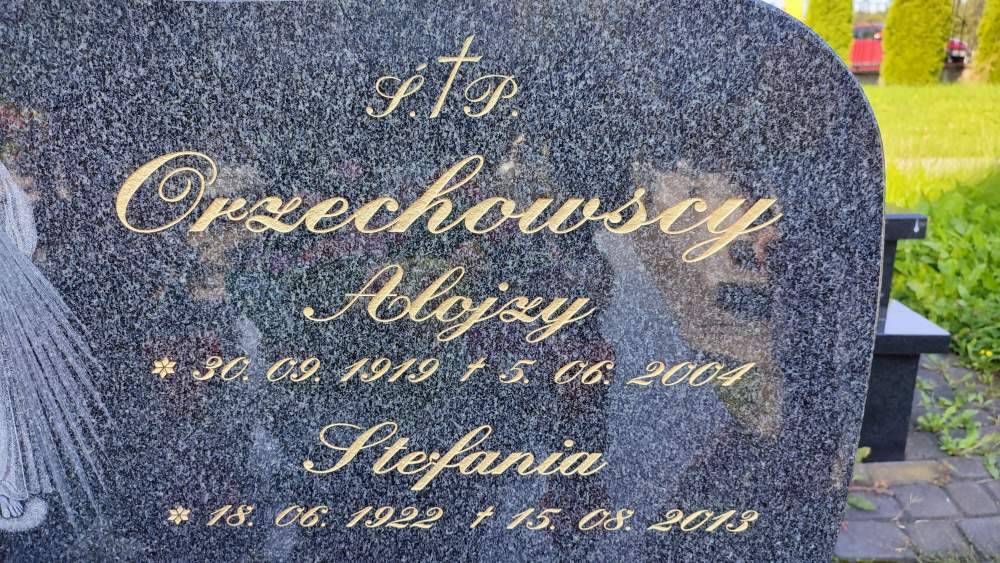 Ś.†P.
Orzechowscy
Alojzy
* 30. 09. 1919 † 5. 06. 2004
Stefania
* 18. 06. 1922 † 15. 08. 2013